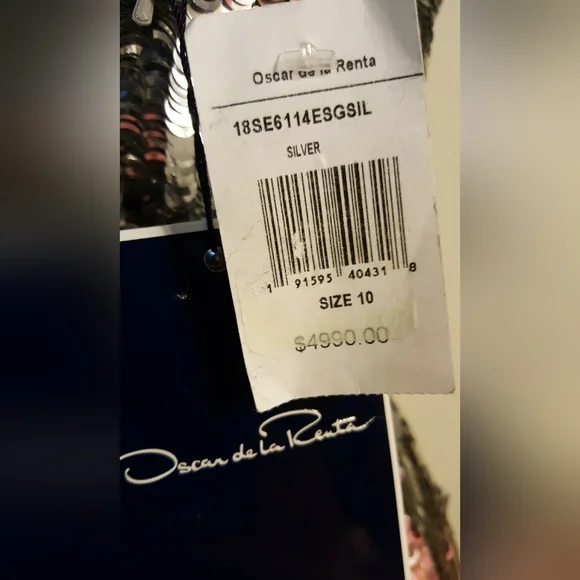 Oscar de la Renta
18SE6114ESGSIL
SILVER
1 91595 40431 8
SIZE 10
$4990.00
Oscar de la Renta